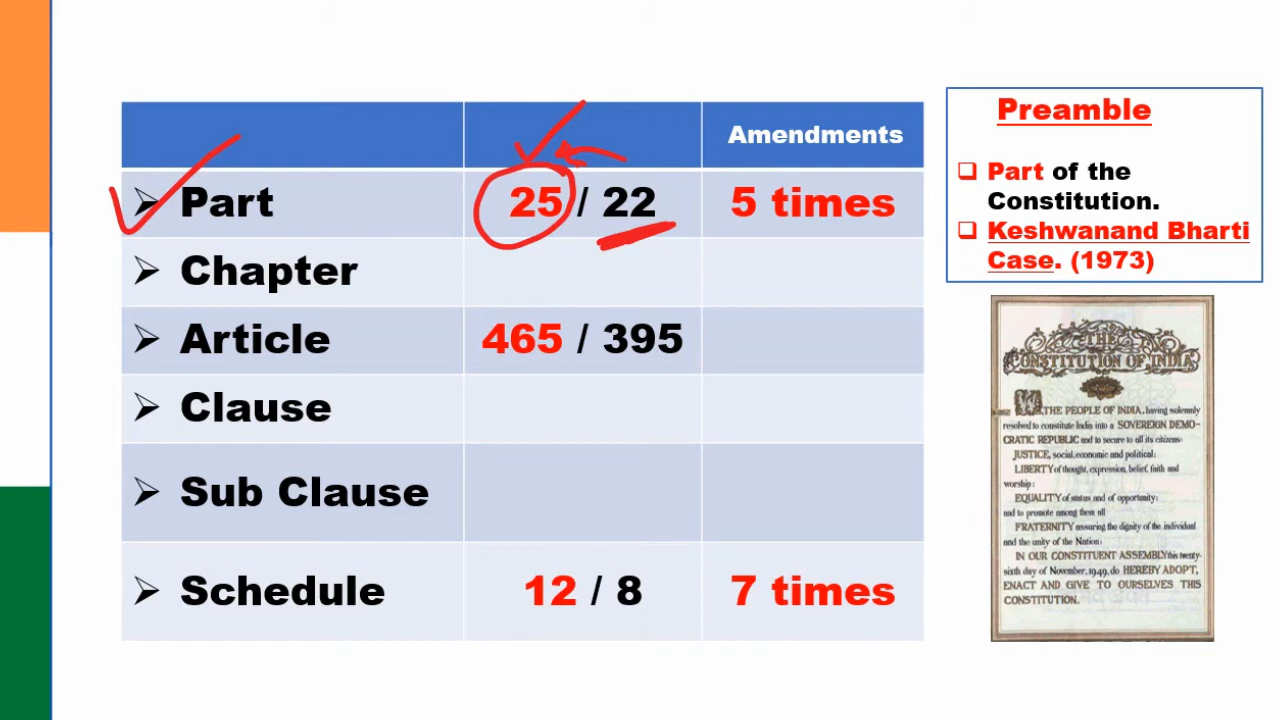 Amendments
➢ Part 25 / 22 5 times
➢ Chapter
➢ Article 465 / 395
➢ Clause
➢ Sub Clause
➢ Schedule 12 / 8 7 times
Preamble
❑ Part of the
Constitution.
❑ Keshwanand Bharti
Case. (1973)
THE
CONSTITUTION OF INDIA
WE, THE PEOPLE OF INDIA, having solemnly
resolved to constitute India into a SOVEREIGN DEMO-
CRATIC REPUBLIC and to secure to all its citizens:
JUSTICE, social, economic and political;
LIBERTY of thought, expression, belief, faith and
worship;
EQUALITY of status and of opportunity;
and to promote among them all
FRATERNITY assuring the dignity of the individual
and the unity of the Nation;
IN OUR CONSTITUENT ASSEMBLY this twenty-
sixth day of November, 1949, do HEREBY ADOPT,
ENACT AND GIVE TO OURSELVES THIS
CONSTITUTION.